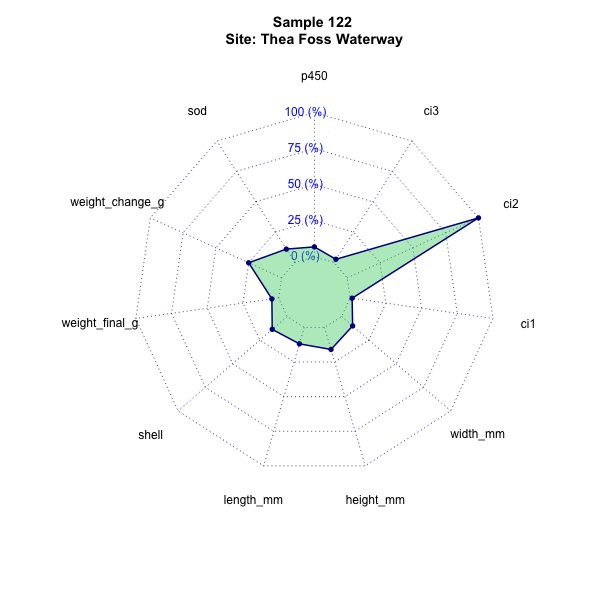 Sample 122
Site: Thea Foss Waterway
p450
sod
100 (%)
ci3
75 (%)
50 (%)
weight_change_g
ci2
25 (%)
0 (%)
weight_final_g
ci1
shell
width_mm
length_mm
height_mm